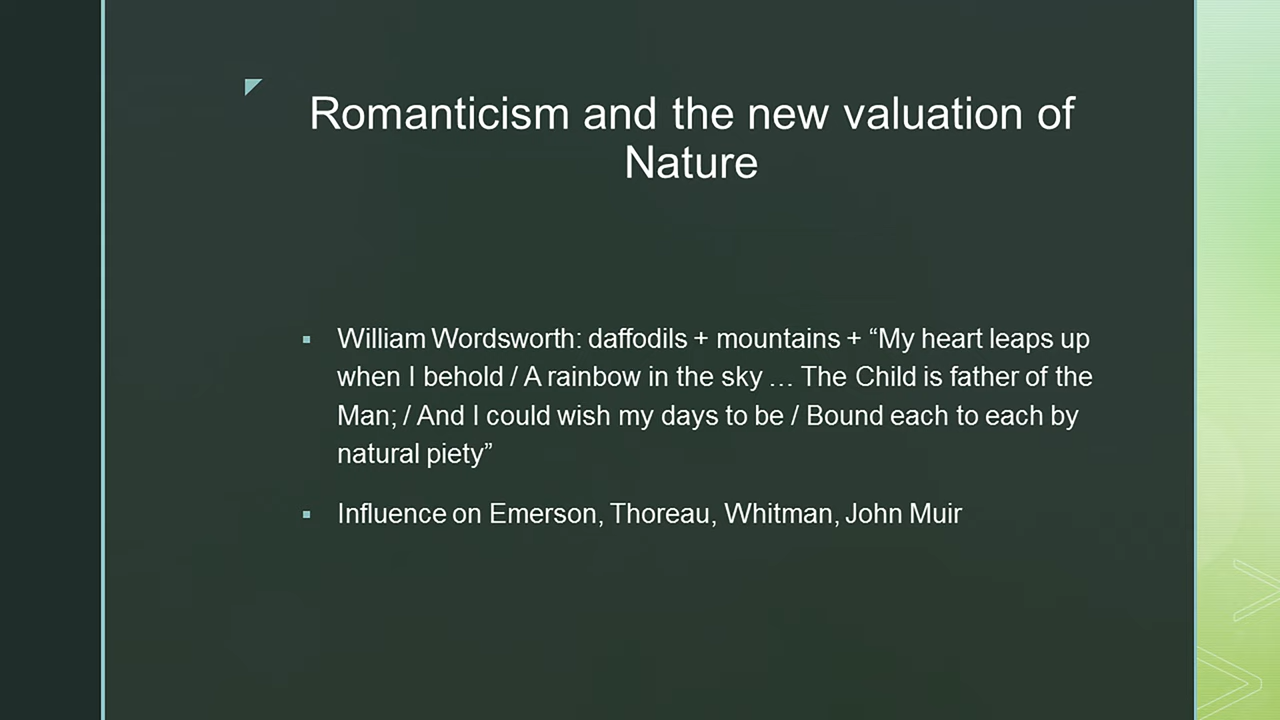 Romanticism and the new valuation of
Nature
▪ William Wordsworth: daffodils + mountains + “My heart leaps up
when I behold / A rainbow in the sky … The Child is father of the
Man; / And I could wish my days to be / Bound each to each by
natural piety”
▪ Influence on Emerson, Thoreau, Whitman, John Muir